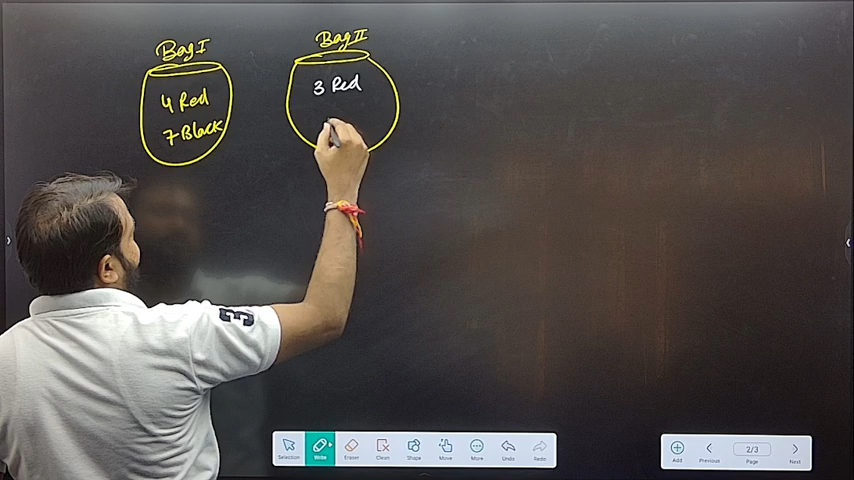 Bag I
4 Red
7 Black
Bag II
3 Red
3
Selection
Write
Eraser
Clean
Shape
Move
More
Undo
Redo
Add
Previous
2/3
Page
Next